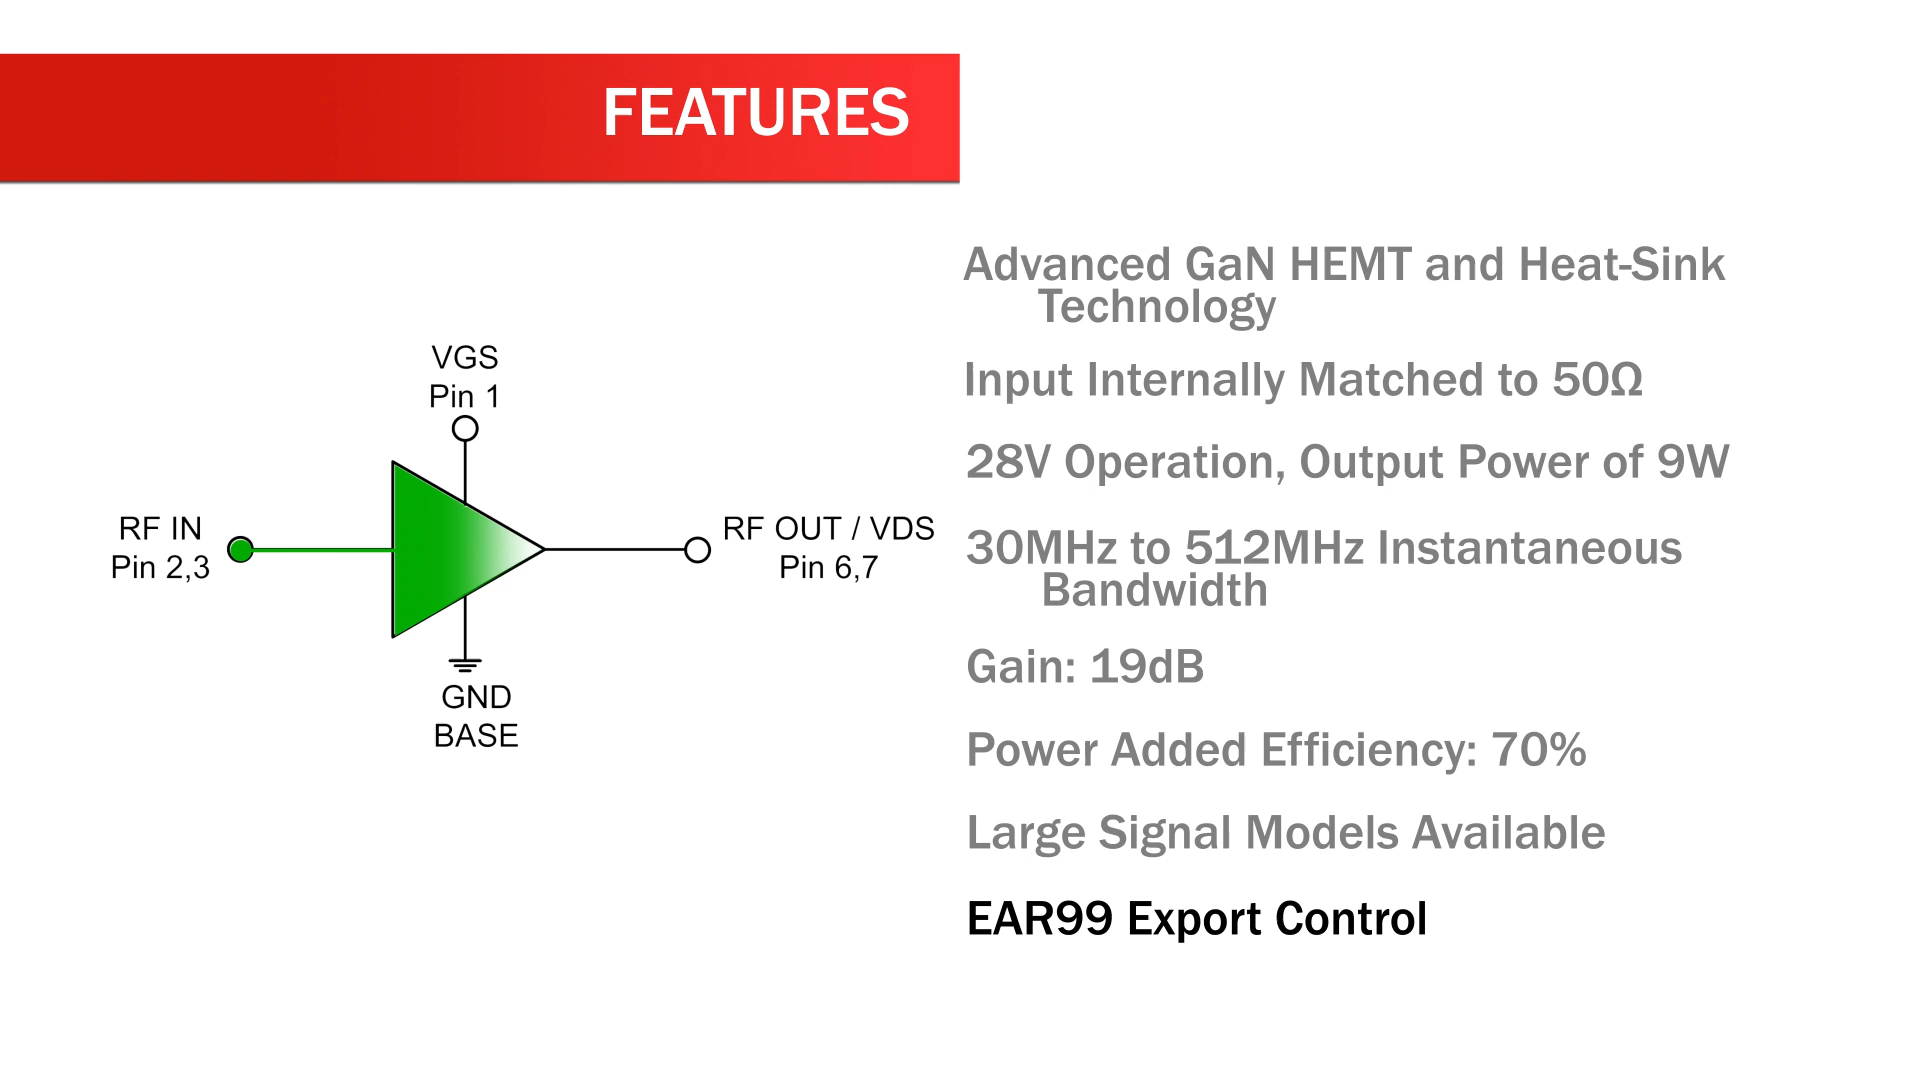 FEATURES
VGS
Pin 1
RF IN
Pin 2,3
RF OUT / VDS
Pin 6,7
GND
BASE
Advanced GaN HEMT and Heat-Sink
Technology
Input Internally Matched to 50Ω
28V Operation, Output Power of 9W
30MHz to 512MHz Instantaneous
Bandwidth
Gain: 19dB
Power Added Efficiency: 70%
Large Signal Models Available
EAR99 Export Control